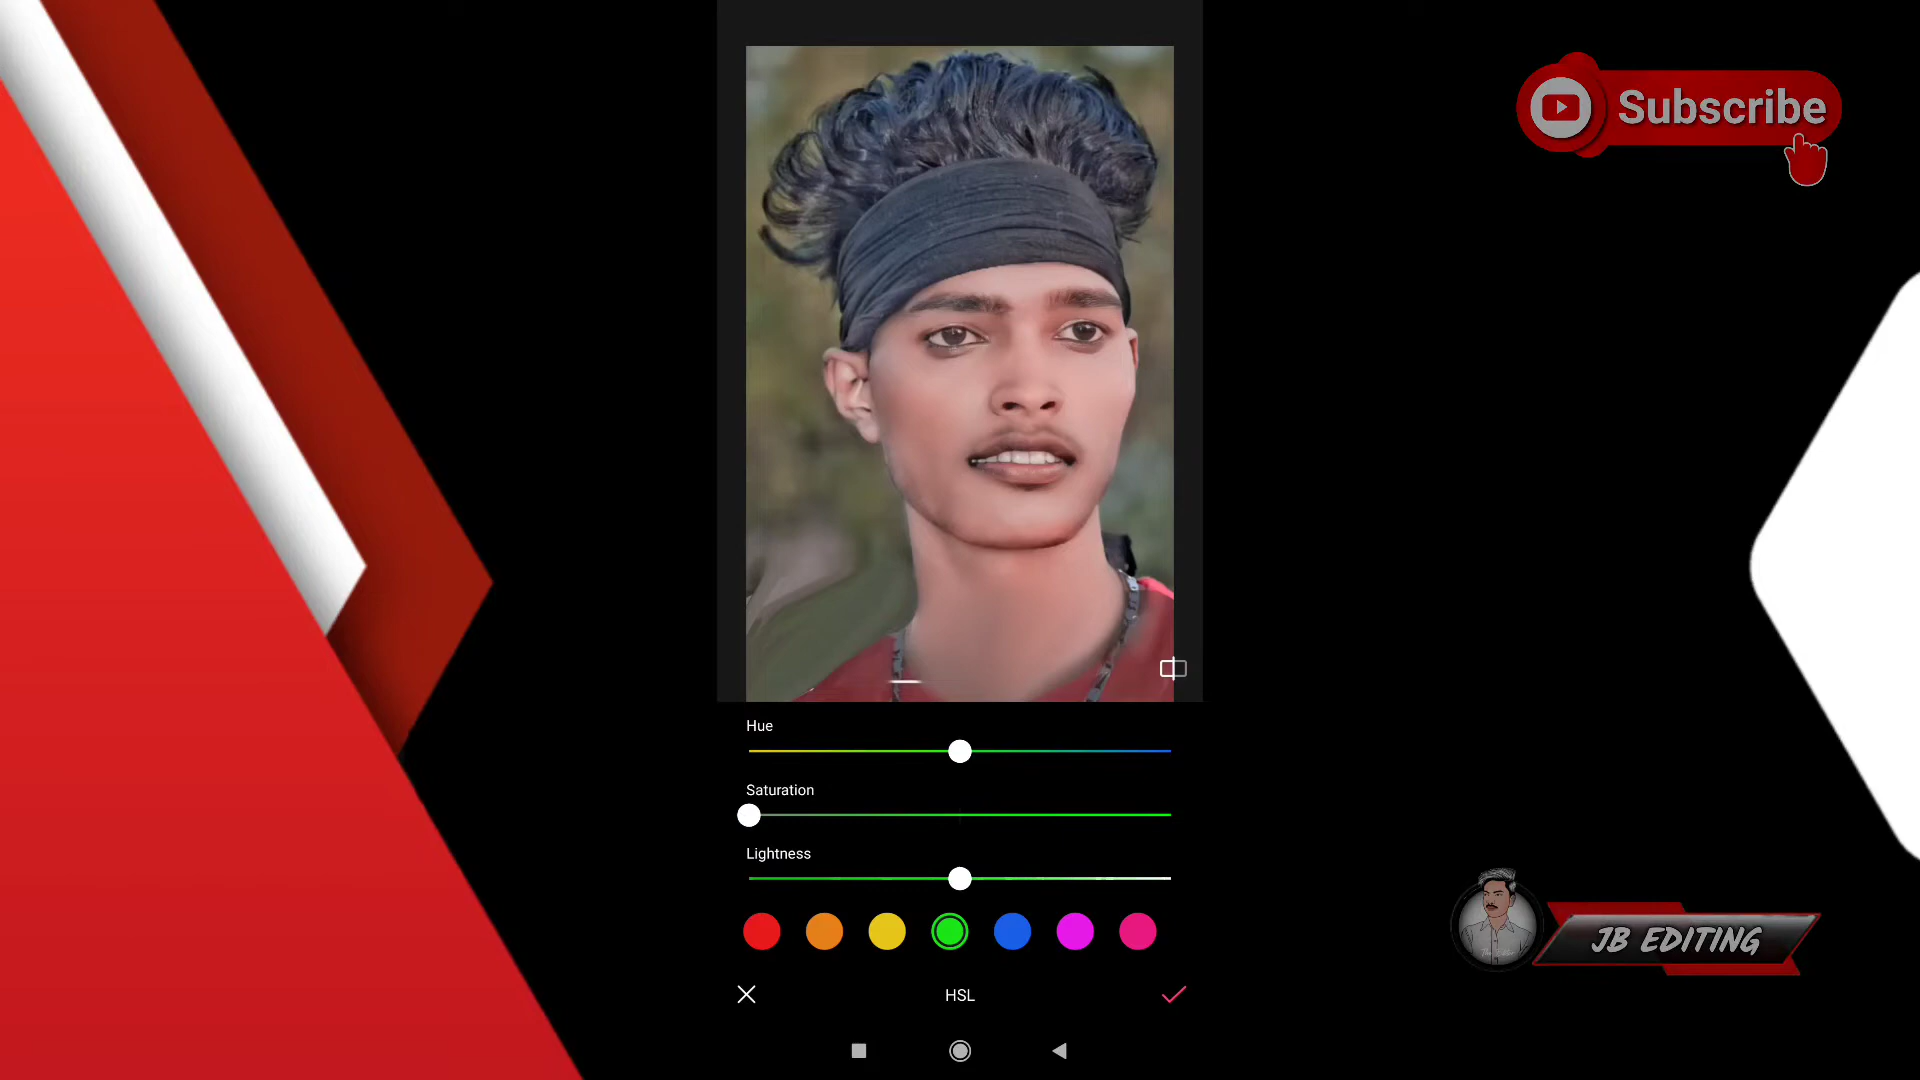 Subscribe
Hue
Saturation
Lightness
JB EDITING
HSL